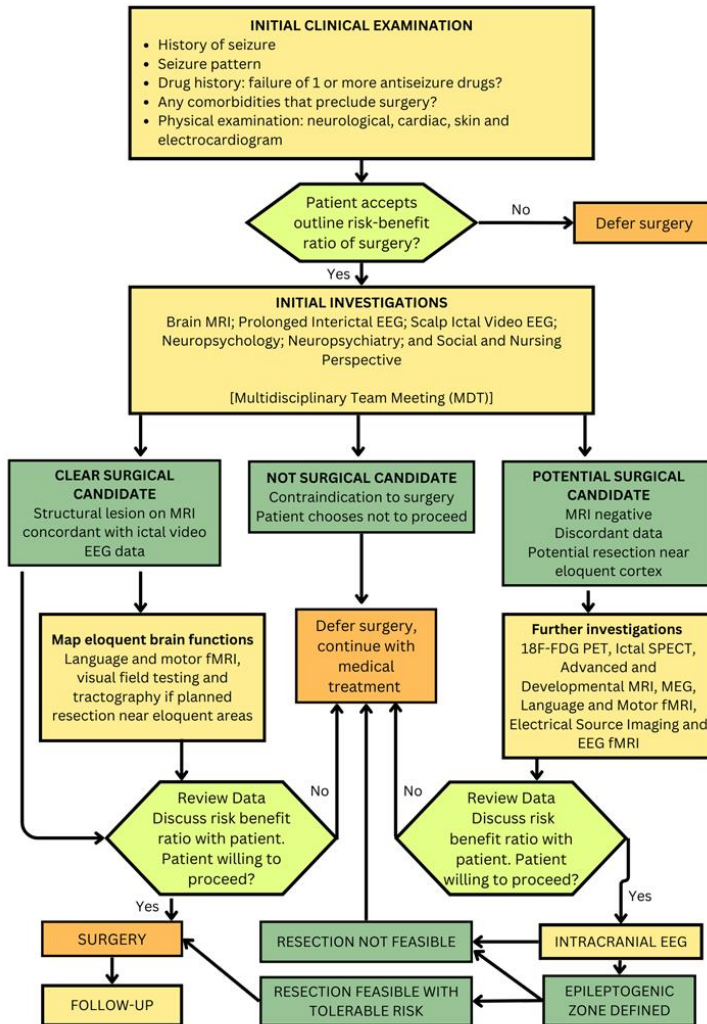 INITIAL CLINICAL EXAMINATION
• History of seizure
• Seizure pattern
• Drug history: failure of 1 or more antiseizure drugs?
• Any comorbidities that preclude surgery?
• Physical examination: neurological, cardiac, skin and
electrocardiogram
Patient accepts
outline risk-benefit
ratio of surgery?
No
Defer surgery
Yes
INITIAL INVESTIGATIONS
Brain MRI; Prolonged Interictal EEG; Scalp Ictal Video EEG;
Neuropsychology; Neuropsychiatry; and Social and Nursing
Perspective
[Multidisciplinary Team Meeting (MDT)]
CLEAR SURGICAL
CANDIDATE
Structural lesion on MRI
concordant with ictal video
EEG data
NOT SURGICAL CANDIDATE
Contraindication to surgery
Patient chooses not to proceed
POTENTIAL SURGICAL
CANDIDATE
MRI negative
Discordant data
Potential resection near
eloquent cortex
Map eloquent brain functions
Language and motor fMRI,
visual field testing and
tractography if planned
resection near eloquent areas
Defer surgery,
continue with
medical
treatment
Further investigations
18F-FDG PET, Ictal SPECT,
Advanced and
Developmental MRI, MEG,
Language and Motor fMRI,
Electrical Source Imaging and
EEG fMRI
Review Data
Discuss risk benefit
ratio with patient.
Patient willing to
proceed?
No
No
Review Data
Discuss risk
benefit ratio with
patient. Patient
willing to proceed?
Yes
Yes
SURGERY
RESECTION NOT FEASIBLE
INTRACRANIAL EEG
FOLLOW-UP
RESECTION FEASIBLE WITH
TOLERABLE RISK
EPILEPTOGENIC
ZONE DEFINED